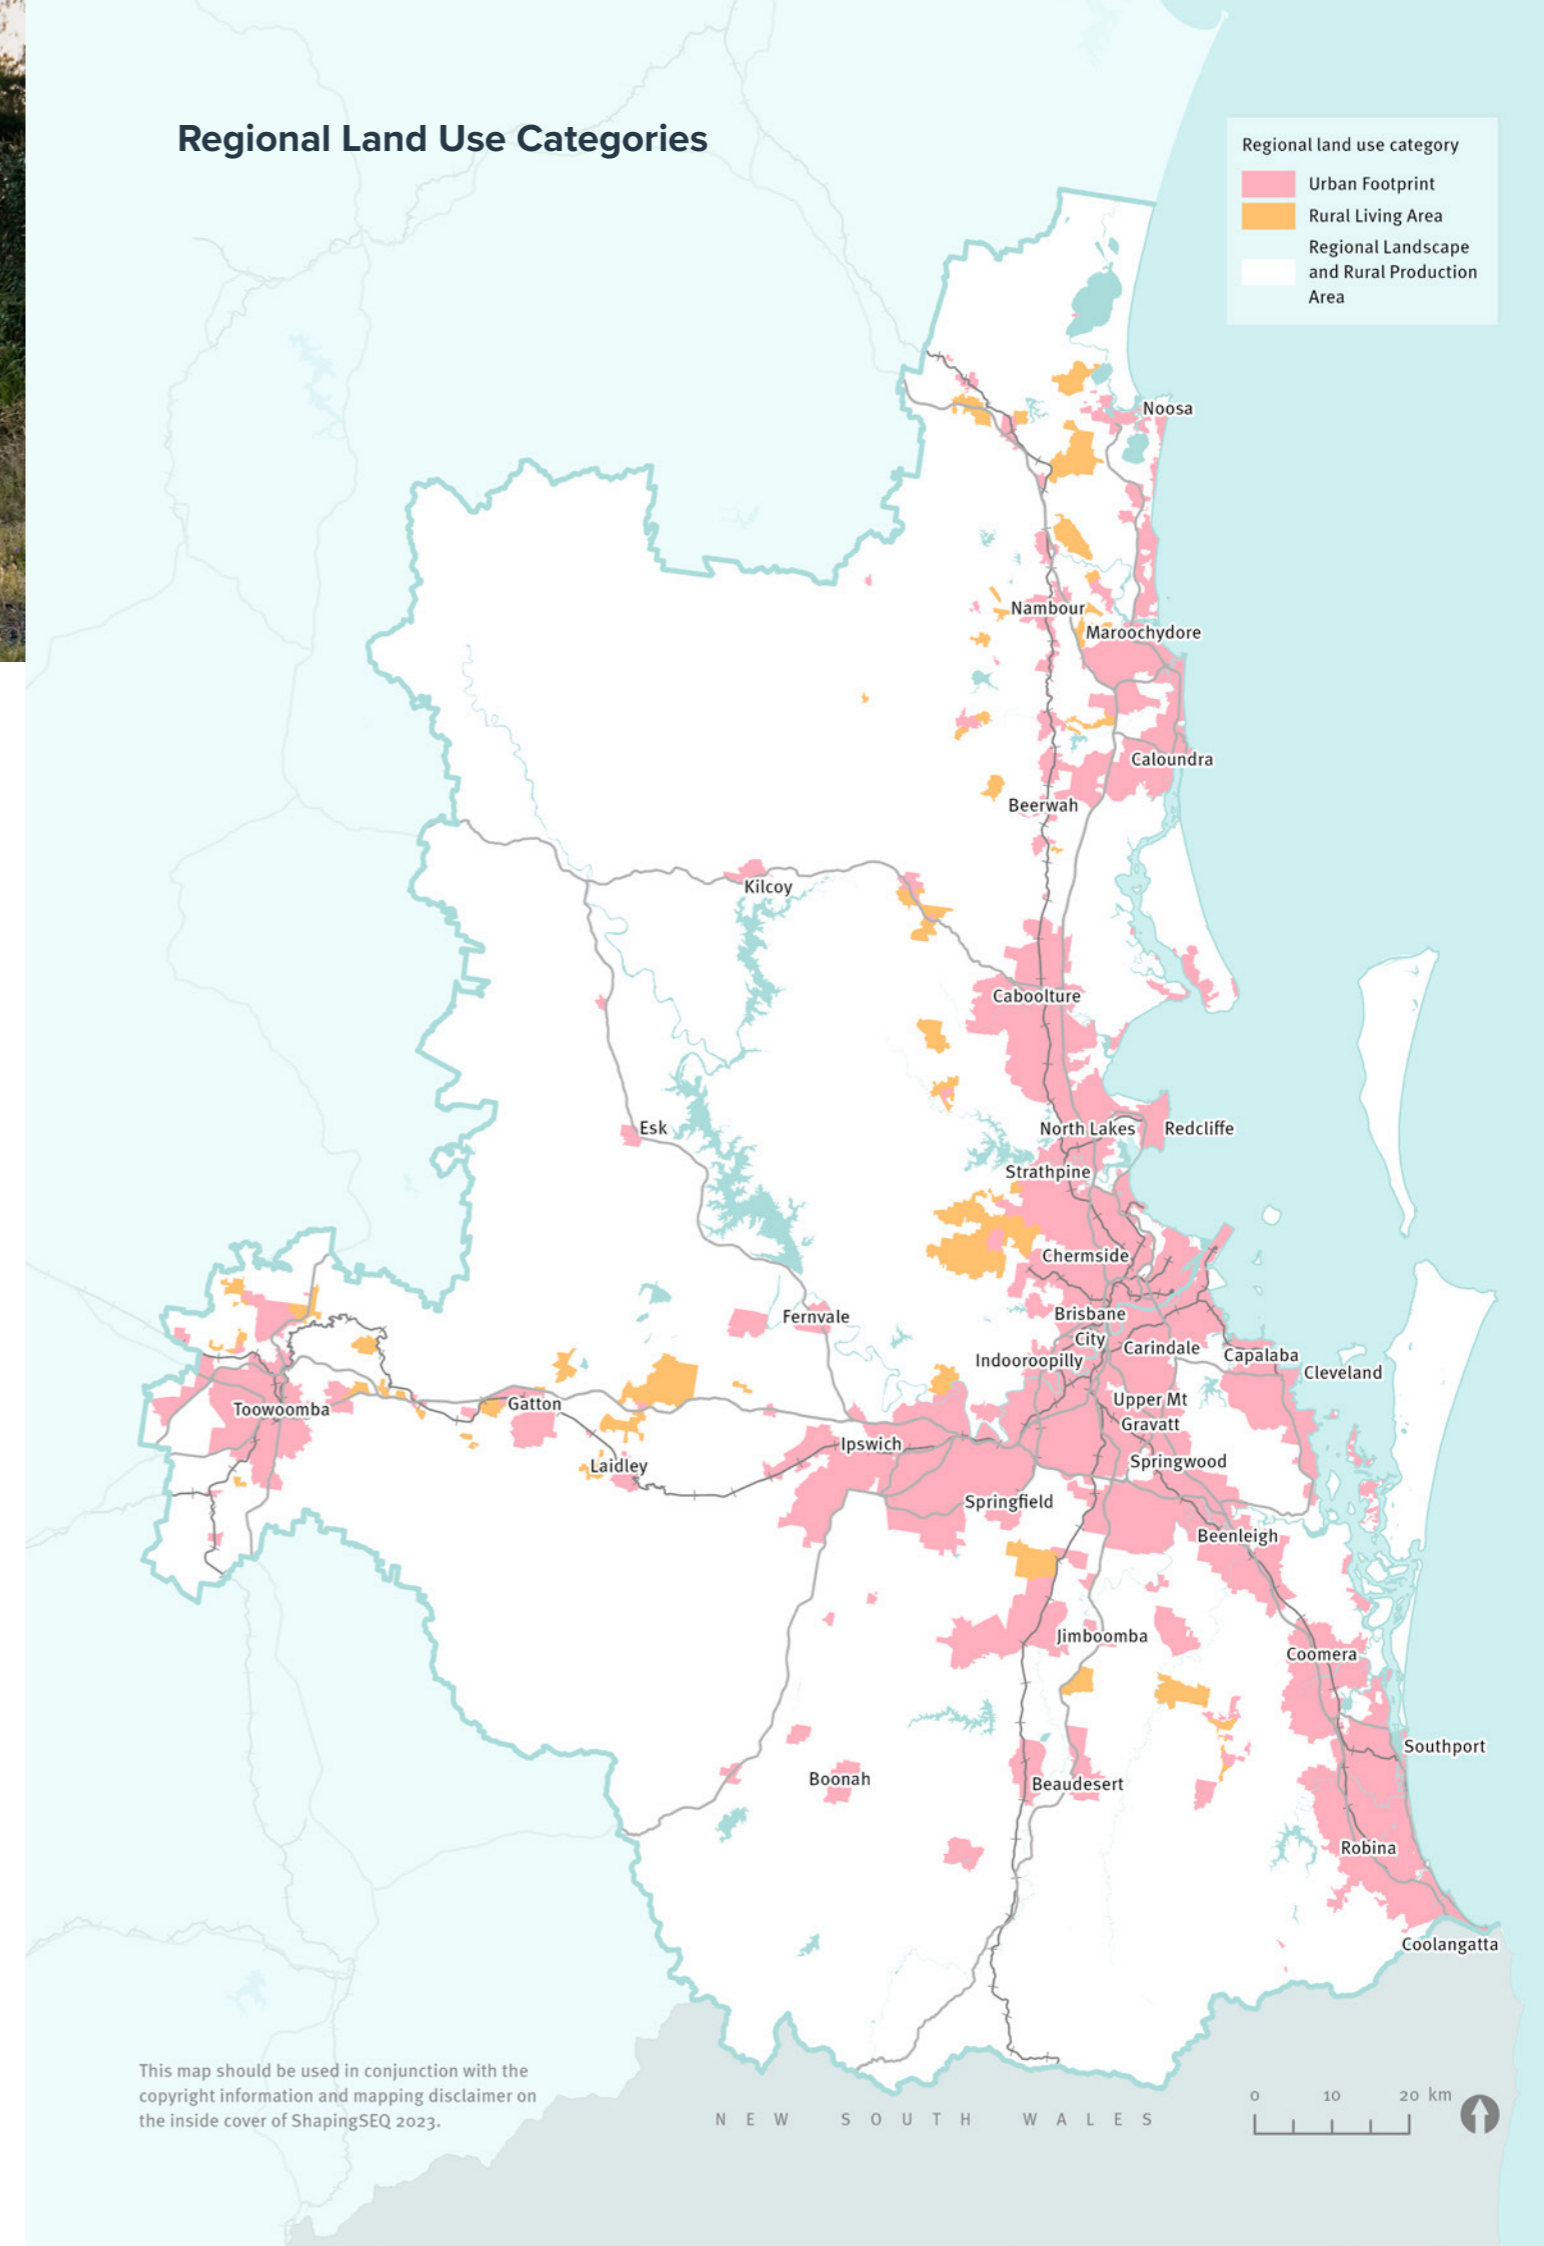 Regional Land Use Categories
Regional land use category
Urban Footprint
Rural Living Area
Regional Landscape
and Rural Production
Area
Noosa
Nambour
Maroochydore
Caloundra
Beerwah
Kilcoy
Caboolture
Esk
North Lakes
Redcliffe
Strathpine
Chermside
Fernvale
Brisbane
City
Carindale
Indooroopilly
Capalaba
Cleveland
Toowoomba
Gatton
Upper Mt
Gravatt
Ipswich
Laidley
Springwood
Springfield
Beenleigh
Jimboomba
Coomera
Southport
Boonah
Beaudesert
Robina
Coolangatta
This map should be used in conjunction with the
copyright information and mapping disclaimer on
the inside cover of ShapingSEQ 2023.
NEW SOUTH WALES
0 10 20 km